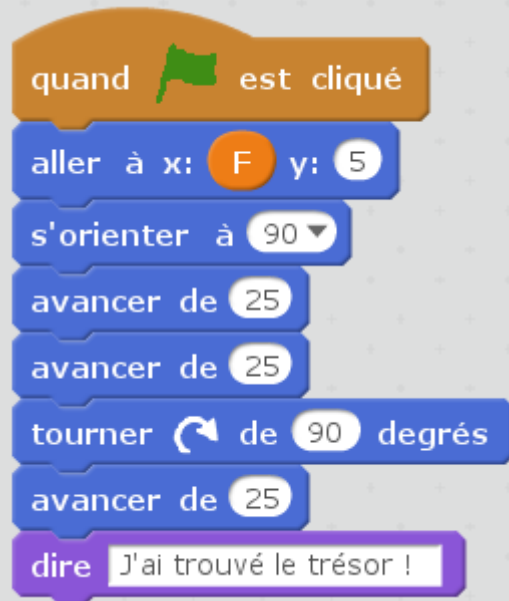 quand est cliqué
aller à x: F y: 5
s'orienter à 90
avancer de 25
avancer de 25
tourner de 90 degrés
avancer de 25
dire J'ai trouvé le trésor !